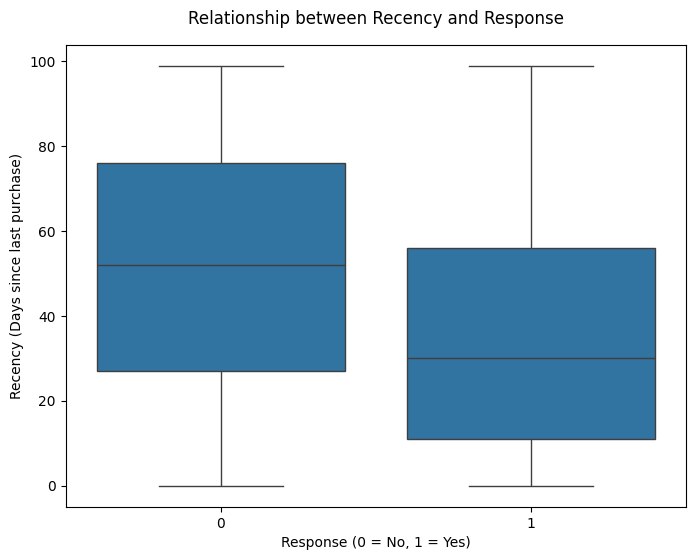 Relationship between Recency and Response
Recency (Days since last purchase)
100
80
60
40
20
0
0
1
Response (0 = No, 1 = Yes)